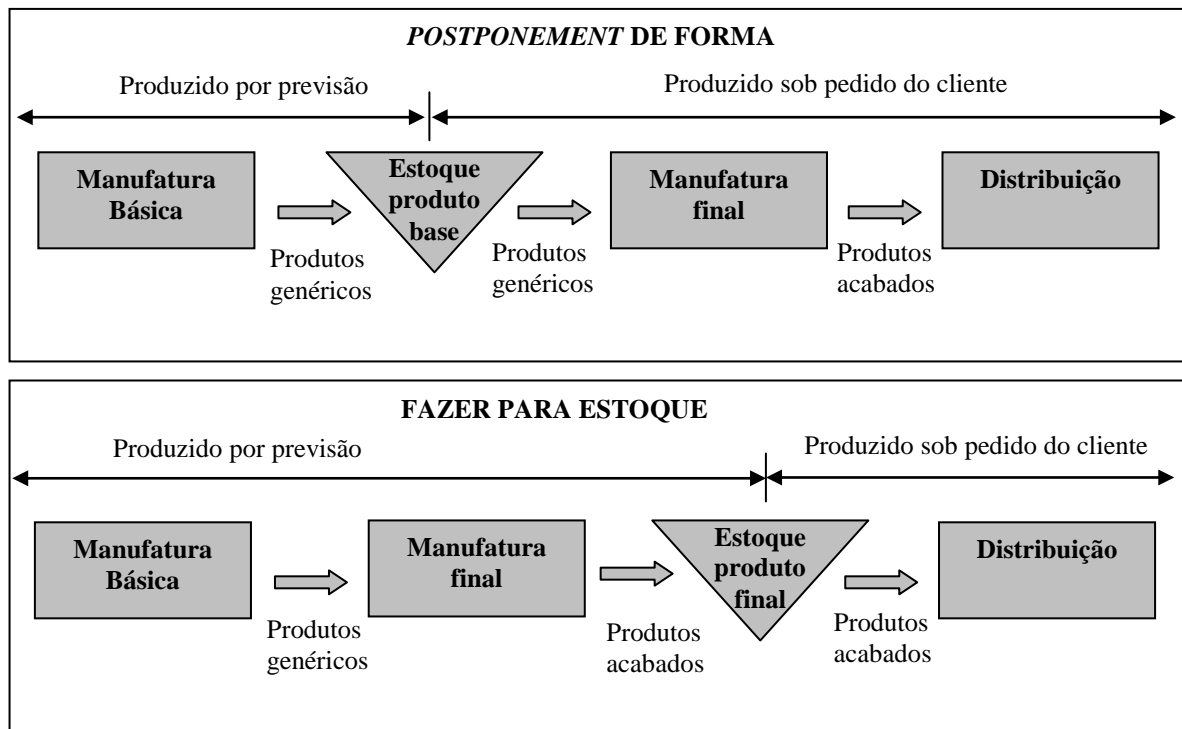 POSTPONEMENT DE FORMA
Produzido por previsão
Produzido sob pedido do cliente
Manufatura
Básica
Produtos
genéricos
Estoque
produto
base
Produtos
genéricos
Manufatura
final
Produtos
acabados
Distribuição
FAZER PARA ESTOQUE
Produzido por previsão
Produzido sob pedido do cliente
Manufatura
Básica
Produtos
genéricos
Manufatura
final
Produtos
acabados
Estoque
produto
final
Produtos
acabados
Distribuição